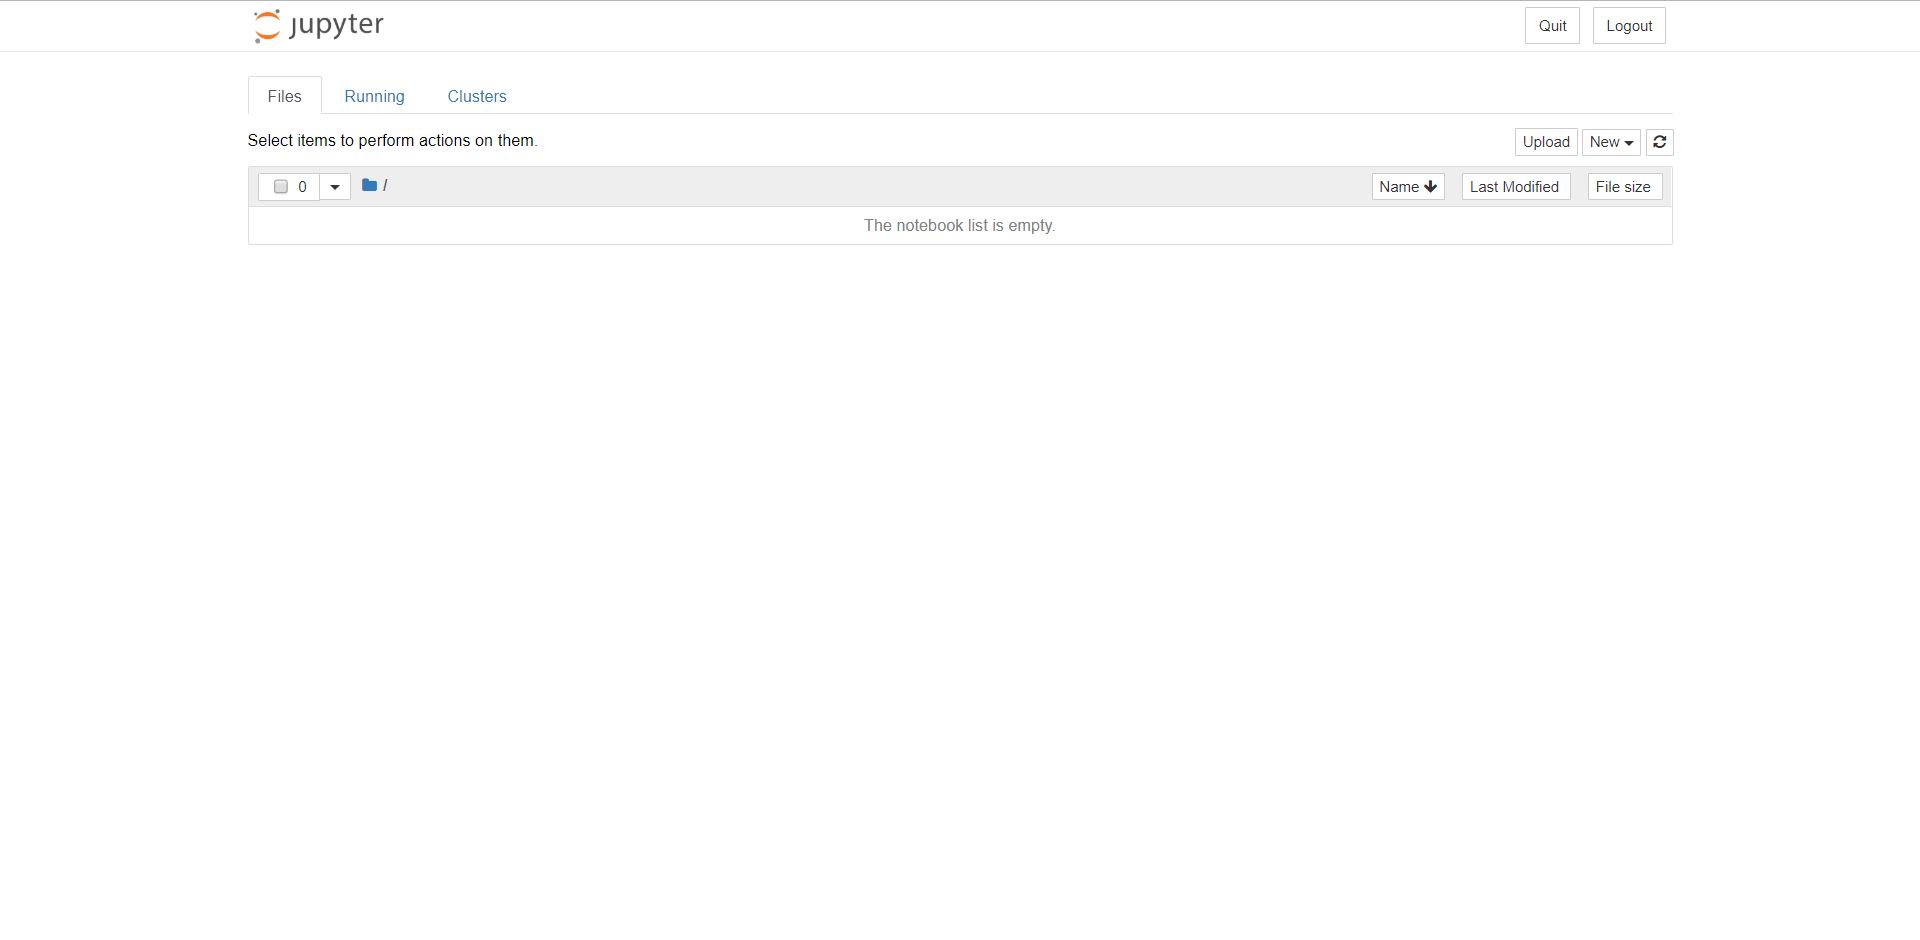 jupyter
Quit Logout
Files Running Clusters
Select items to perform actions on them.
Upload New
0 / Name Last Modified File size
The notebook list is empty.